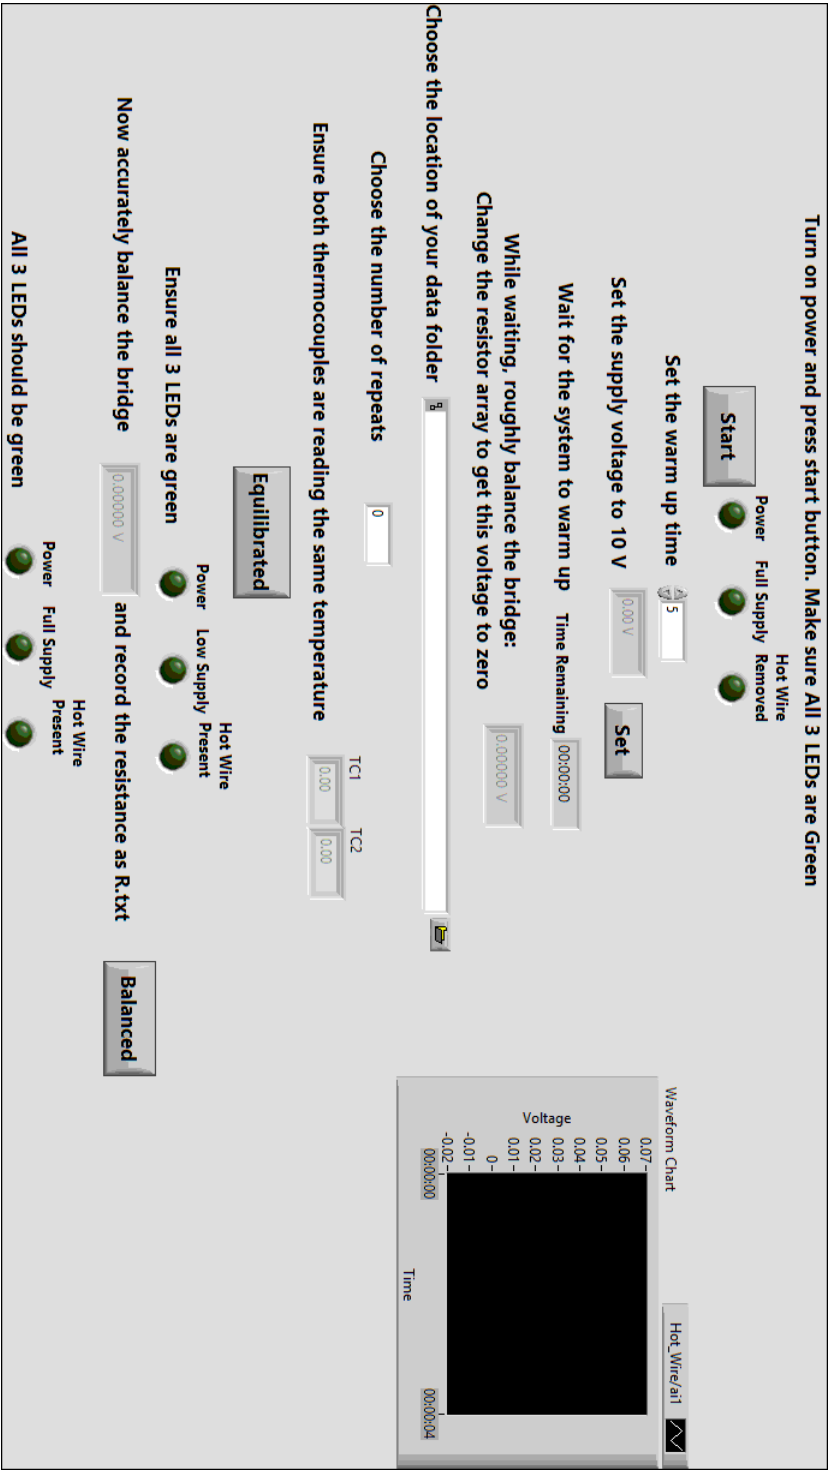 Turn on power and press start button. Make sure All 3 LEDs are Green
Start
Power
Full Supply
Hot Wire
Removed
Set the warm up time
5
Set the supply voltage to 10 V
0.00 V
Set
Wait for the system to warm up
Time Remaining
00:00:00
While waiting, roughly balance the bridge:
Change the resistor array to get this voltage to zero
0.00000 V
Choose the location of your data folder
Choose the number of repeats
0
Ensure both thermocouples are reading the same temperature
TC1
0.00
TC2
0.00
Equilibrated
Ensure all 3 LEDs are green
Power
Low Supply
Hot Wire
Present
Now accurately balance the bridge
0.00000 V
and record the resistance as R.txt
Balanced
All 3 LEDs should be green
Power
Full Supply
Hot Wire
Present
Waveform Chart
Hot_Wire/ai1
Voltage
0.07
0.06
0.05
0.04
0.03
0.02
0.01
0
-0.01
-0.02
00:00:00
00:00:04
Time